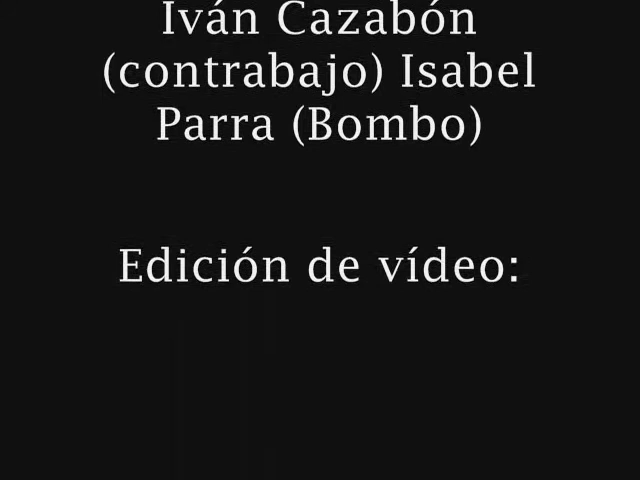 Iván Cazabón
(contrabajo) Isabel
Parra (Bombo)
Edición de vídeo: